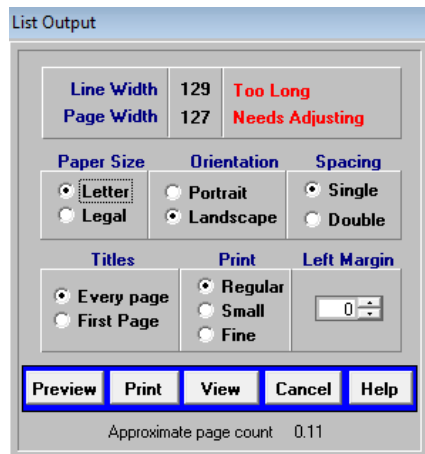 List Output
Line Width 129 Too Long
Page Width 127 Needs Adjusting
Paper Size Orientation Spacing
Letter Portrait Single
Legal Landscape Double
Titles Print Left Margin
Every page Regular 0
First Page Small
Fine
Preview Print View Cancel Help
Approximate page count 0.11